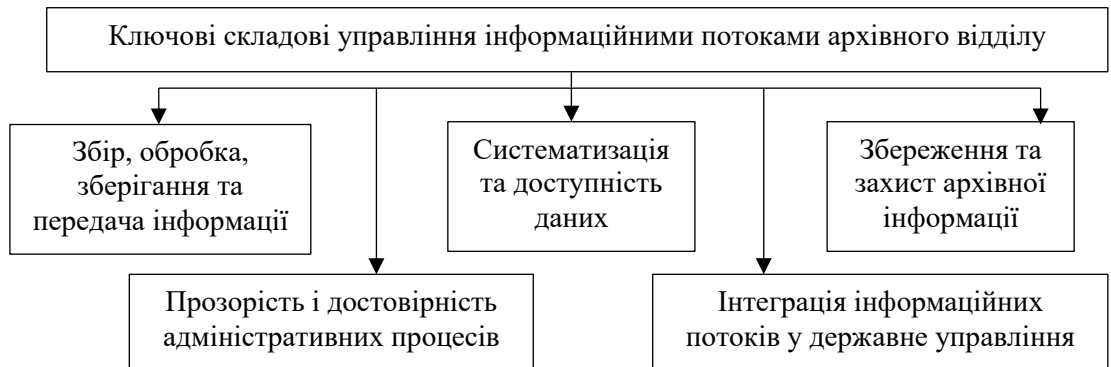 Ключові складові управління інформаційними потоками архівного відділу
Збір, обробка,
зберігання та
передача інформації
Систематизація
та доступність
даних
Збереження та
захист архівної
інформації
Прозорість і достовірність
адміністративних процесів
Інтеграція інформаційних
потоків у державне управління